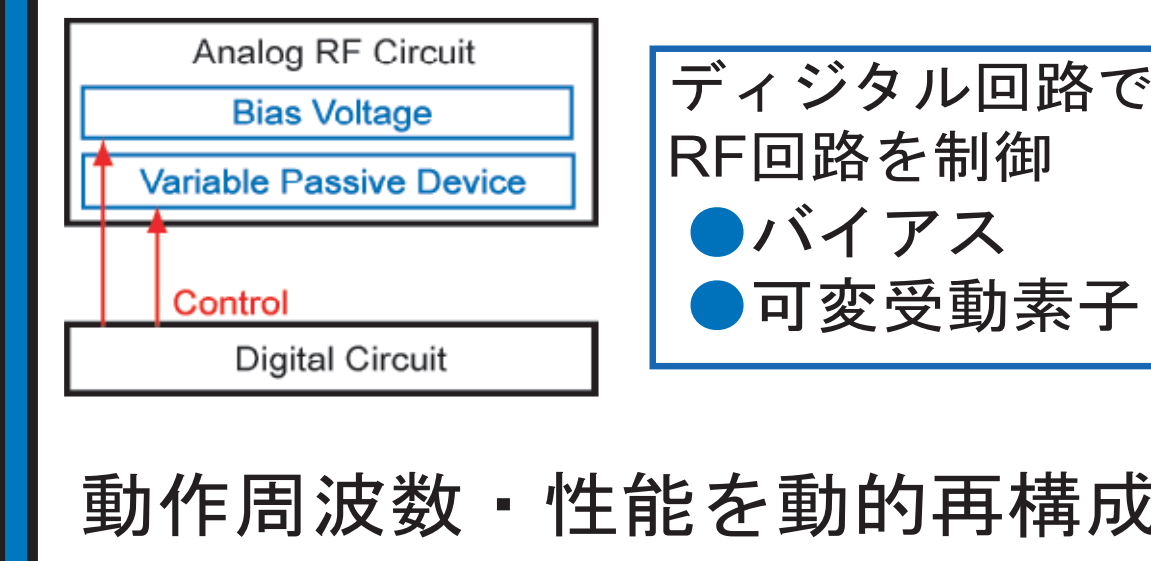 Analog RF Circuit
Bias Voltage
Variable Passive Device
Control
Digital Circuit
ディジタル回路で
RF回路を制御
●バイアス
●可変受動素子
動作周波数・性能を動的再構成